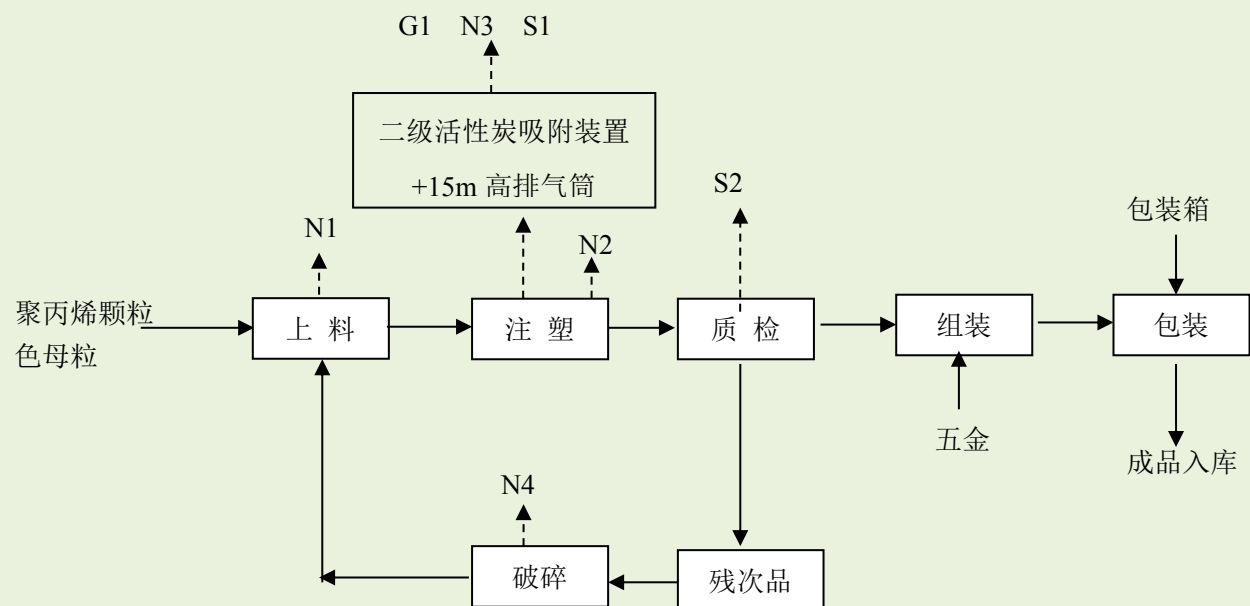 G1 N3 S1
二级活性炭吸附装置
+15m 高排气筒
S2
N1
N2
包装箱
聚丙烯颗粒
色母粒
上 料
注 塑
质 检
组装
包装
五金
成品入库
N4
破碎
残次品